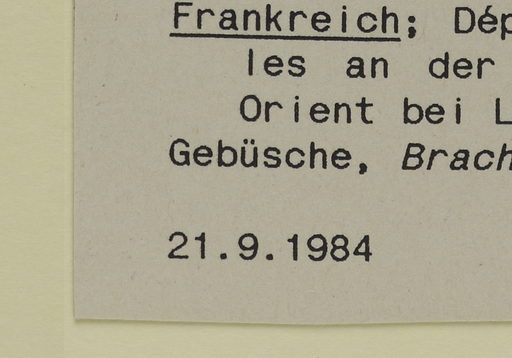 Frankreich; Dép
les an der
Orient bei L
Gebüsche, Brach
21.9.1984